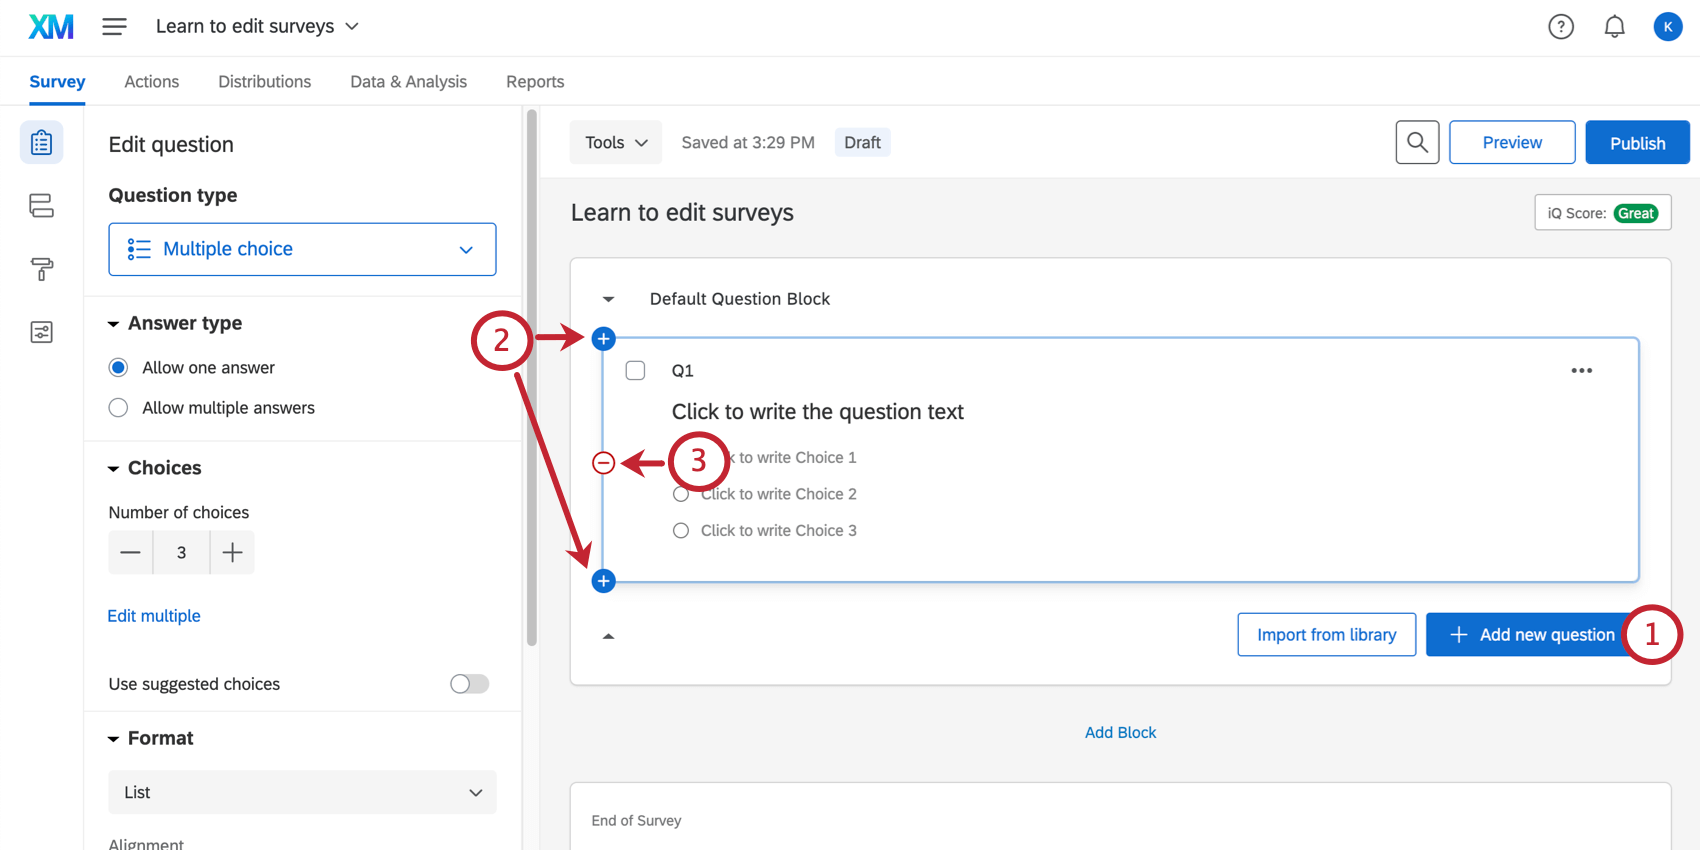 XM
Learn to edit surveys
K
Survey
Actions
Distributions
Data & Analysis
Reports
Edit question
Question type
Multiple choice
Answer type
Allow one answer
Allow multiple answers
Choices
Number of choices
3
Edit multiple
Use suggested choices
Format
List
Alignment
Tools
Saved at 3:29 PM
Draft
Preview
Publish
Learn to edit surveys
iQ Score: Great
Default Question Block
2
Q1
Click to write the question text
3
to write Choice 1
Click to write Choice 2
Click to write Choice 3
Import from library
Add new question
1
Add Block
End of Survey